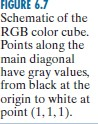 FIGURE 6.7
Schematic of the
RGB color cube.
Points along the
main diagonal
have gray values,
from black at the
origin to white at
point (1, 1, 1).